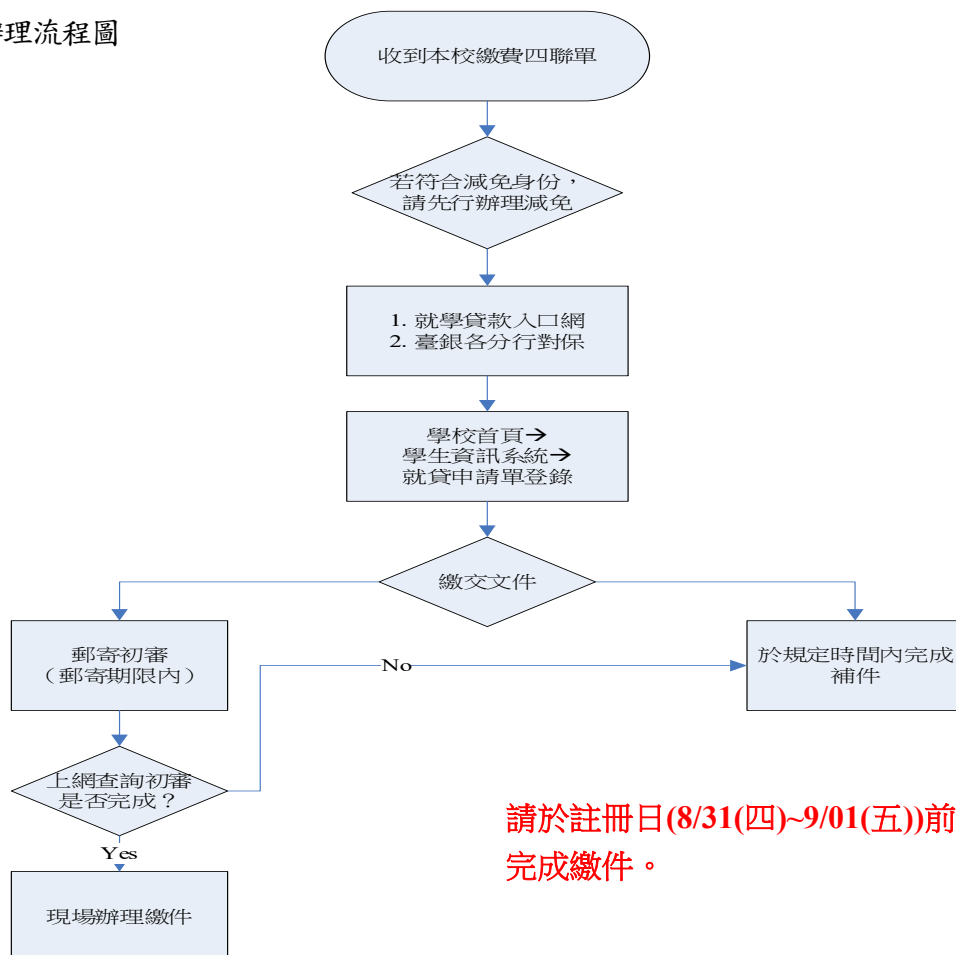 辦理流程圖
收到本校繳費四聯單
若符合減免身份，
請先行辦理減免
1. 就學貸款入口網
2. 臺銀各分行對保
學校首頁→
學生資訊系統→
就貸申請單登錄
繳交文件
郵寄初審
（郵寄期限內）
No
於規定時間內完成
補件
上網查詢初審
是否完成？
Yes
現場辦理繳件
請於註冊日(8/31(四)~9/01(五))前
完成繳件。